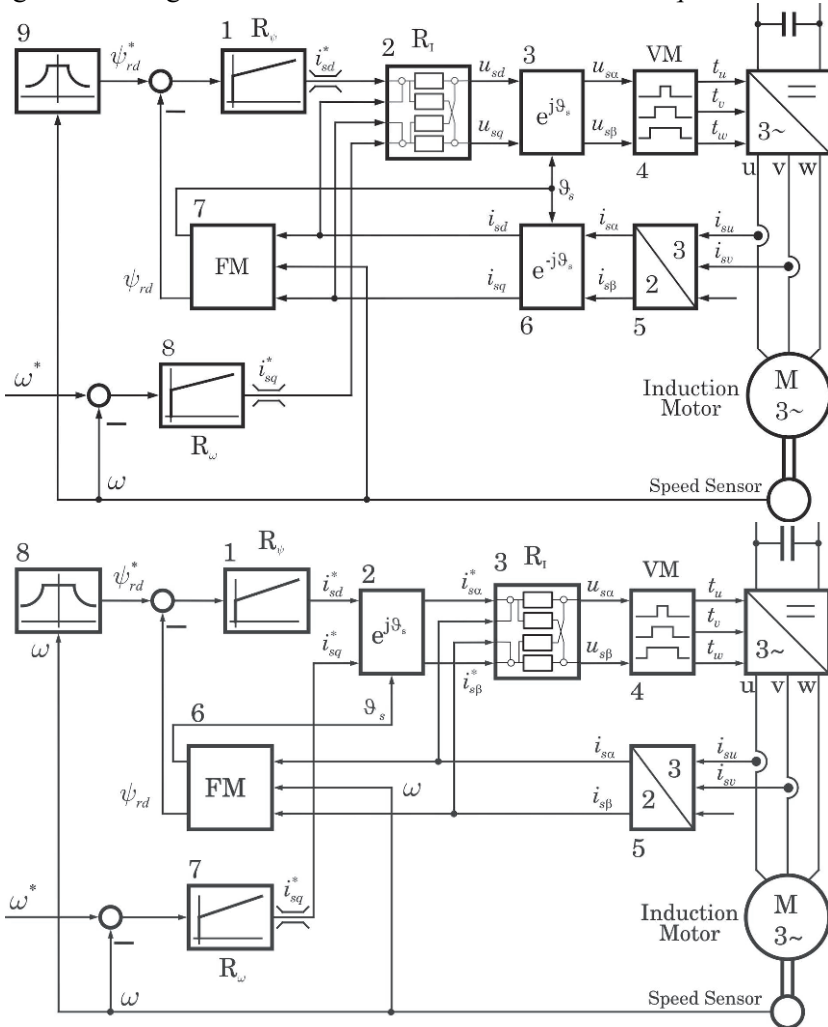 9
ψ*rd
1
Rψ
i*sd
2
RI
usd
3
usα
VM
tu
usq
ejϑs
usβ
tv
tw
3~
4
u
v
w
ϑs
7
FM
isd
isα
isu
3
e-jϑs
isv
2
isq
isβ
ψrd
6
5
8
ω*
i*sq
Rω
ω
Induction
Motor
M
3~
Speed Sensor
8
ψ*rd
1
Rψ
i*sd
2
i*sα
3
RI
usα
VM
tu
ejϑs
tv
i*sq
i*sβ
usβ
tw
3~
4
u
v
w
ω
6
ϑs
FM
isα
isu
3
isv
2
ψrd
ω
isβ
5
7
ω*
i*sq
Rω
ω
Induction
Motor
M
3~
Speed Sensor